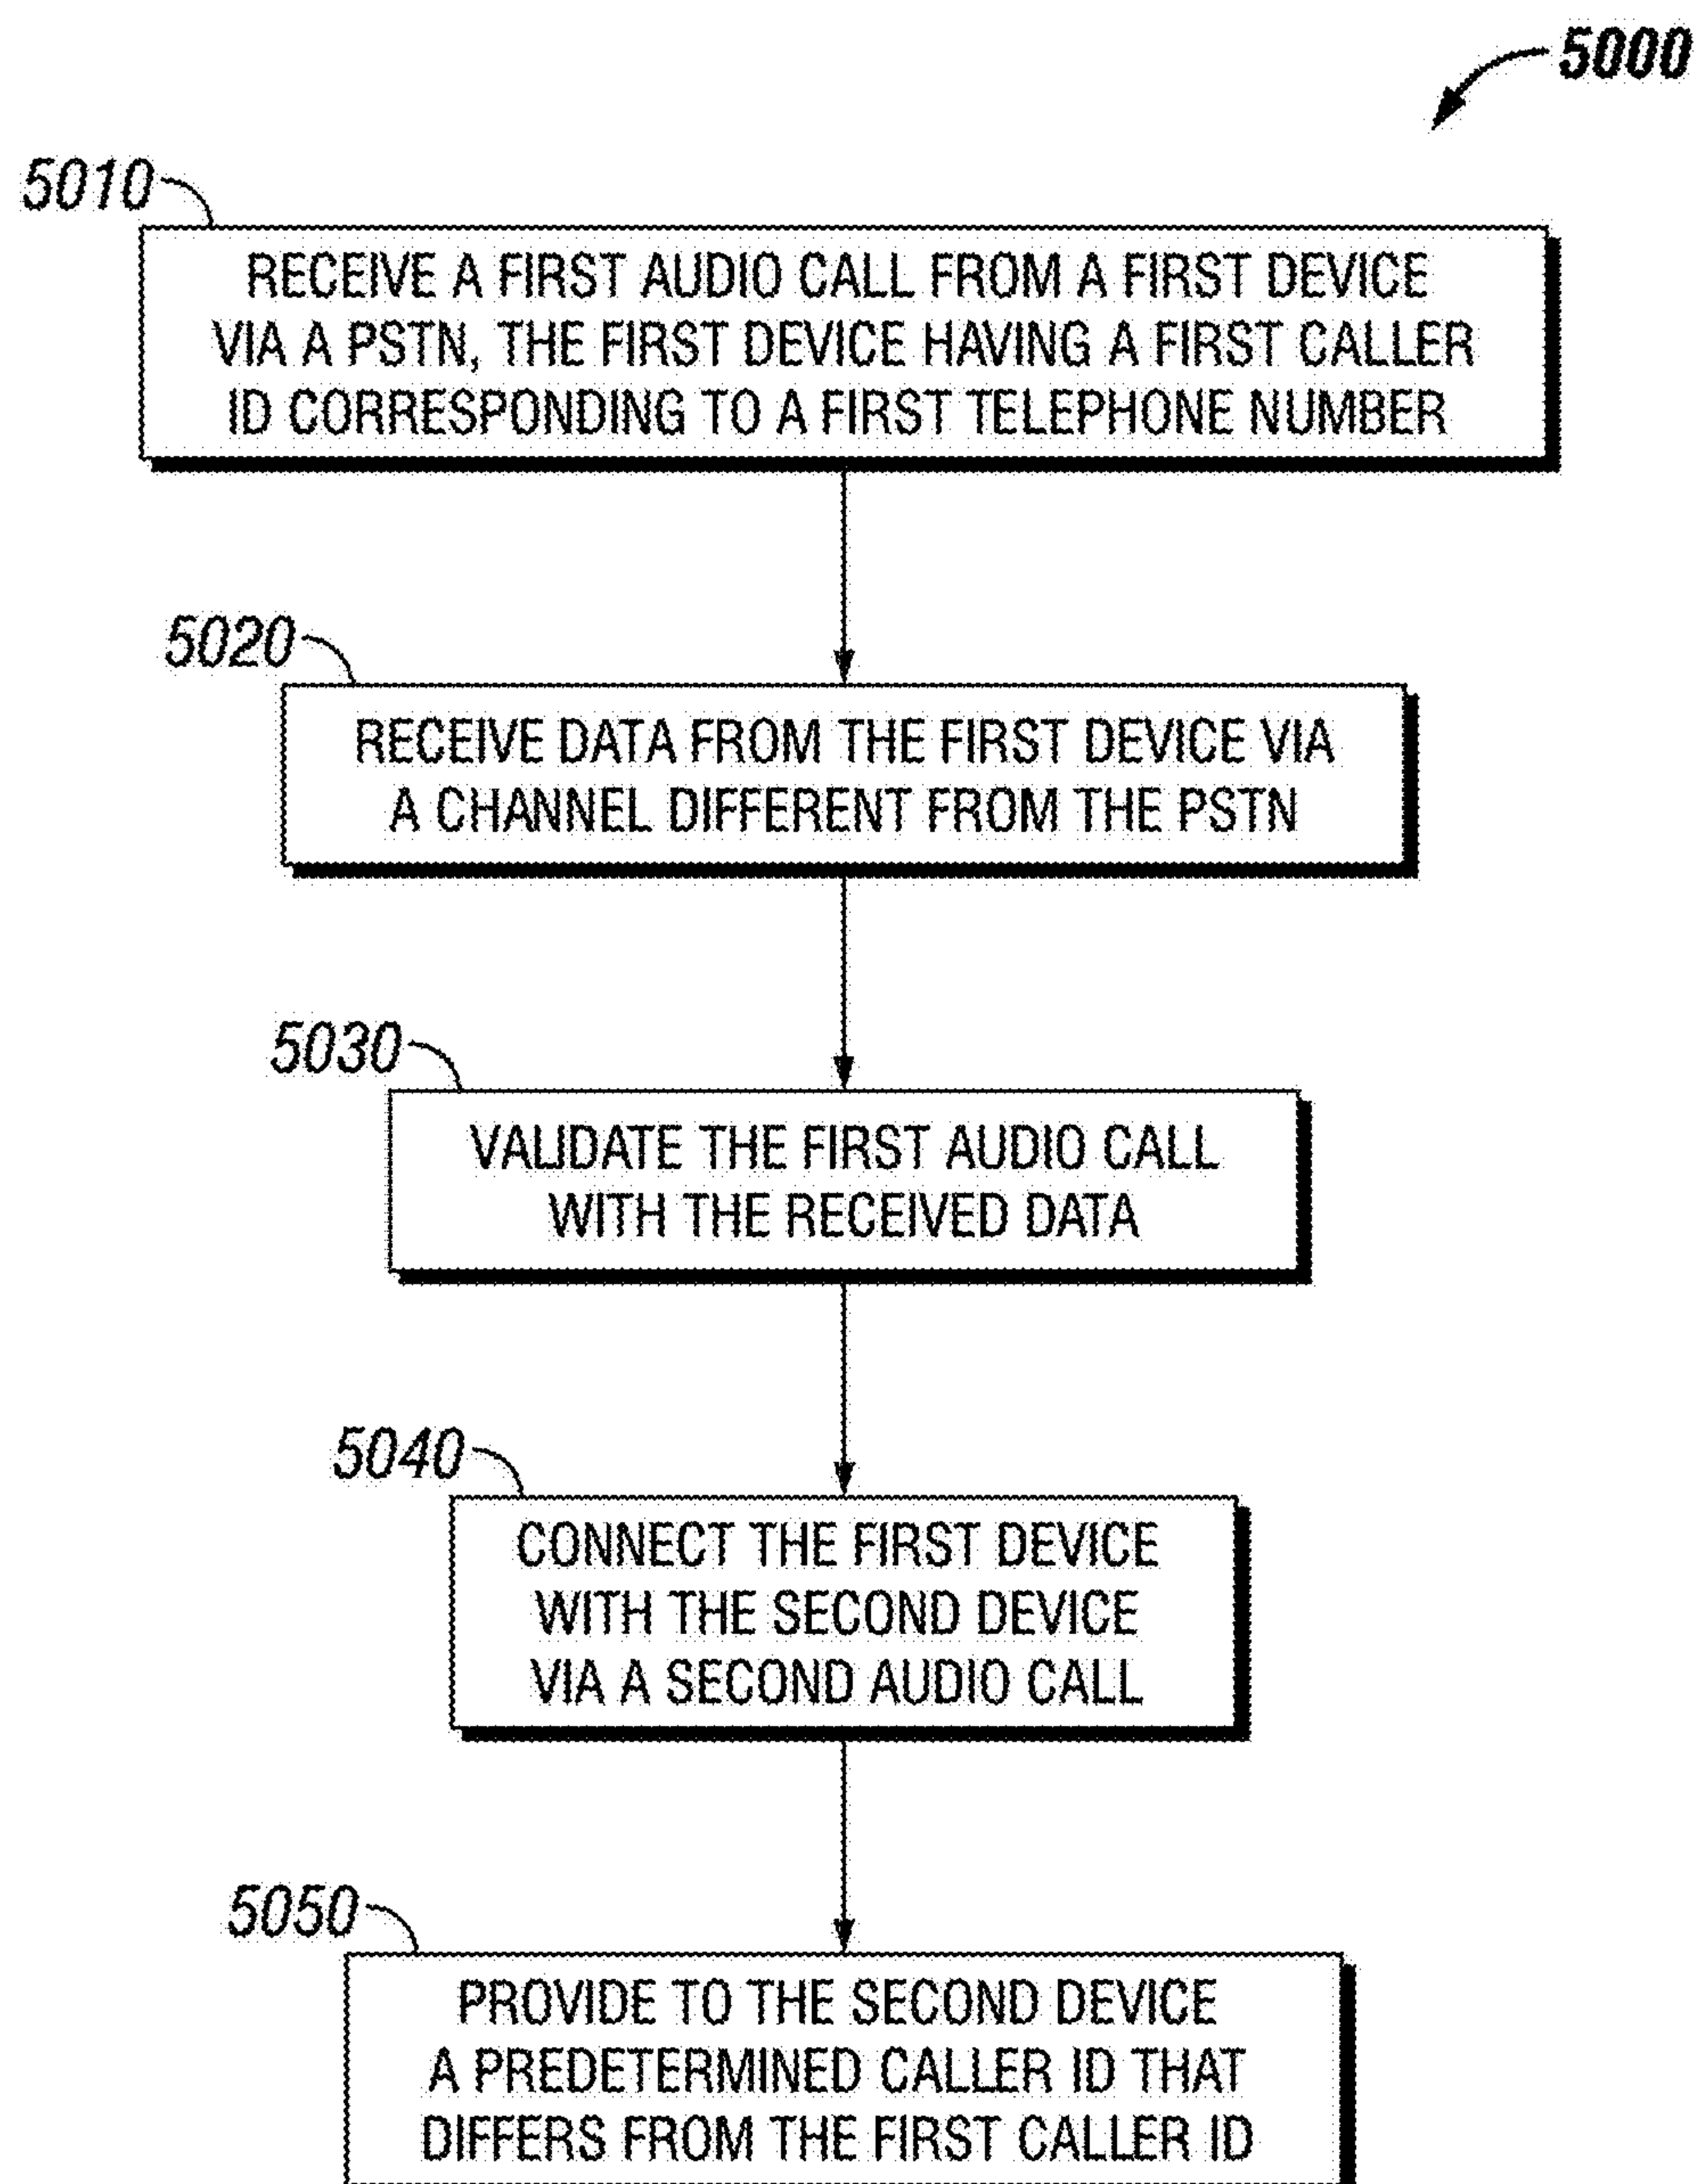 5000
5010
RECEIVE A FIRST AUDIO CALL FROM A FIRST DEVICE
VIA A PSTN, THE FIRST DEVICE HAVING A FIRST CALLER
ID CORRESPONDING TO A FIRST TELEPHONE NUMBER
5020
RECEIVE DATA FROM THE FIRST DEVICE VIA
A CHANNEL DIFFERENT FROM THE PSTN
5030
VALIDATE THE FIRST AUDIO CALL
WITH THE RECEIVED DATA
5040
CONNECT THE FIRST DEVICE
WITH THE SECOND DEVICE
VIA A SECOND AUDIO CALL
5050
PROVIDE TO THE SECOND DEVICE
A PREDETERMINED CALLER ID THAT
DIFFERS FROM THE FIRST CALLER ID